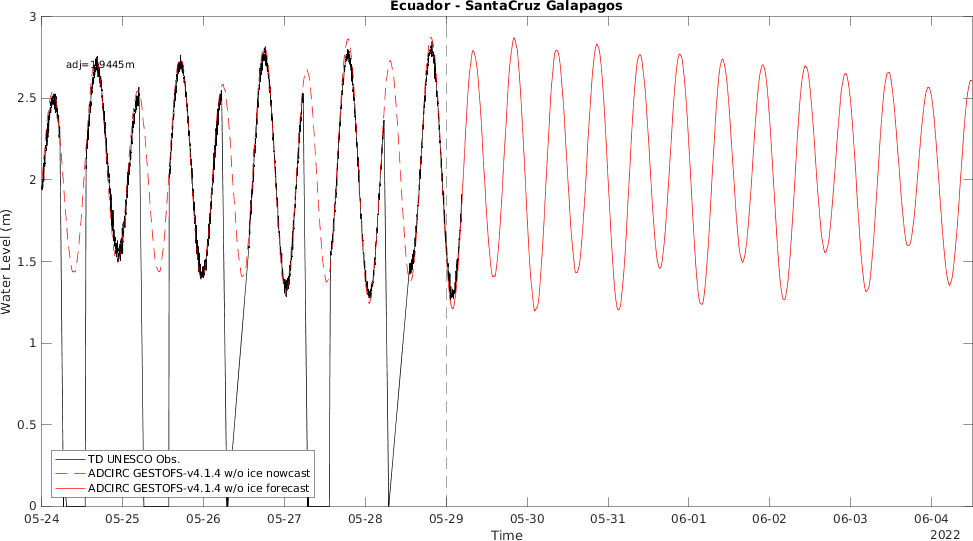 Ecuador - SantaCruz Galapagos
Water Level (m)
3
2.5
2
1.5
1
0.5
0
adj=1.9445m
TD UNESCO Obs.
ADCIRC GESTOFS-v4.1.4 w/o ice nowcast
ADCIRC GESTOFS-v4.1.4 w/o ice forecast
05-24 05-25 05-26 05-27 05-28 05-29 05-30 05-31 06-01 06-02 06-03 06-04
Time
2022